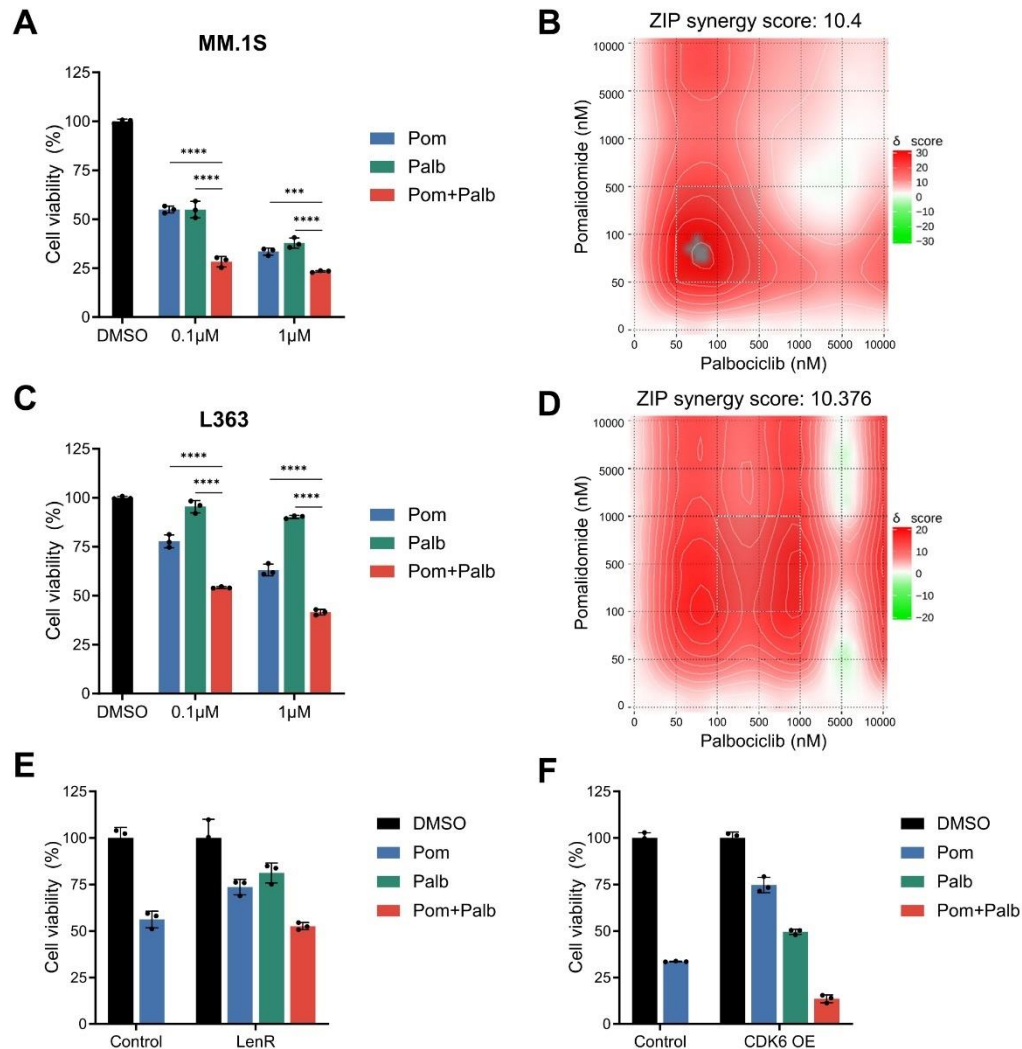 A
MM.1S
Cell viability (%)
125
100
75
50
25
0
DMSO
0.1µM
1µM
****
****
***
****
Pom
Palb
Pom+Palb
B
ZIP synergy score: 10.4
Pomalidomide (nM)
10000
5000
1000
500
100
50
0
0 50 100 500 1000 5000 10000
Palbociclib (nM)
δ score
30
20
10
0
−10
−20
−30
C
L363
Cell viability (%)
125
100
75
50
25
0
DMSO
0.1µM
1µM
****
****
****
****
Pom
Palb
Pom+Palb
D
ZIP synergy score: 10.376
Pomalidomide (nM)
10000
5000
1000
500
100
50
0
0 50 100 500 1000 5000 10000
Palbociclib (nM)
δ score
20
10
0
−10
−20
E
Cell viability (%)
125
100
75
50
25
0
Control
LenR
DMSO
Pom
Palb
Pom+Palb
F
Cell viability (%)
125
100
75
50
25
0
Control
CDK6 OE
DMSO
Pom
Palb
Pom+Palb